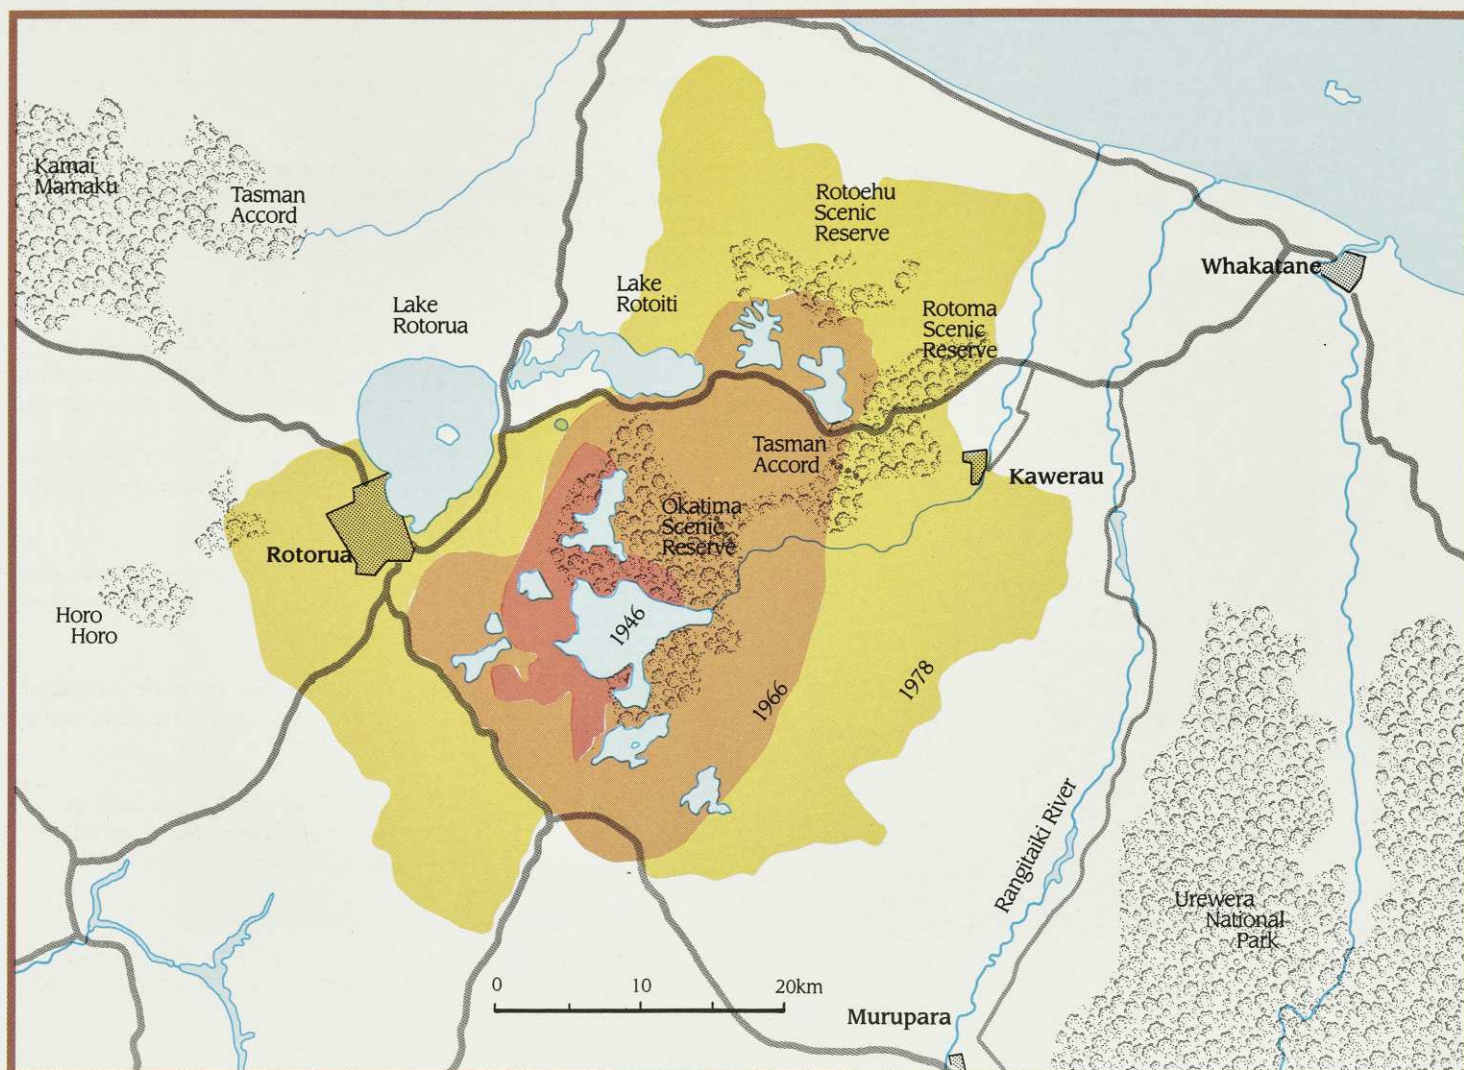 Kamai
Mamaku
Tasman
Accord
Rotoehu
Scenic
Reserve
Whakatane
Lake
Rotorua
Lake
Rotoiti
Rotoma
Scenic
Reserve
Tasman
Accord
Kawerau
Okatima
Scenic
Reserve
Rotorua
Horo
Horo
1946
1966
1978
Rangitaiki River
Urewera
National
Park
0 10 20km
Murupara